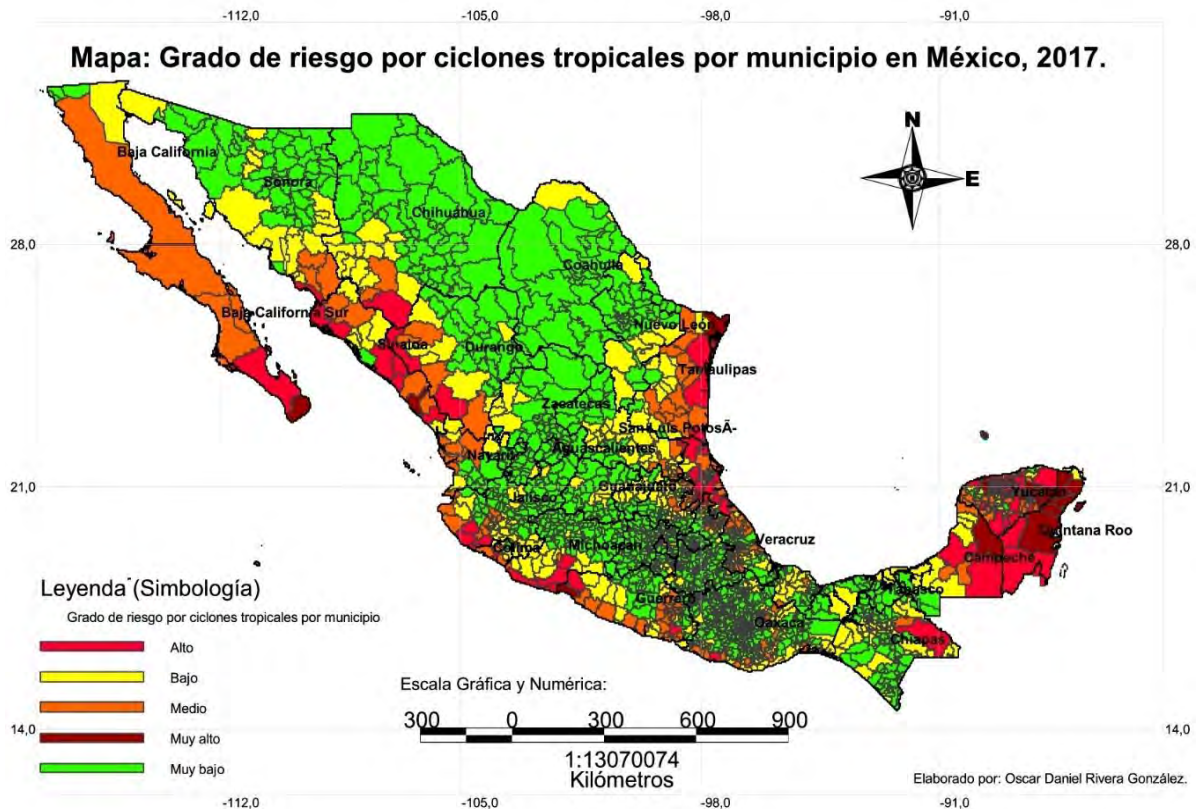 -112,0 -105,0 -98,0 -91,0
Mapa: Grado de riesgo por ciclones tropicales por municipio en México, 2017.
N
E
Baja California
Sonora
Chihuahua
28,0 28,0
Coahuila
Baja California Sur
Nuevo León
Sinaloa
Durango
Tamaulipas
Zacatecas
San Luis PotosÃ-
Aguascalientes
Nayarit
21,0 21,0
Guanajuato
Yucatán
Jalisco
Quintana Roo
Veracruz
Colima
Michoapan
Campeche
Leyenda (Simbología)
Tabasco
Guerrero
Grado de riesgo por ciclones tropicales por municipio
Oaxaca
Chiapas
Alto
Bajo
Medio
Muy alto
Muy bajo
Escala Gráfica y Numérica:
300 0 300 600 900
14,0 14,0
1:13070074
Kilómetros
Elaborado por: Oscar Daniel Rivera González.
-112,0 -105,0 -98,0 -91,0